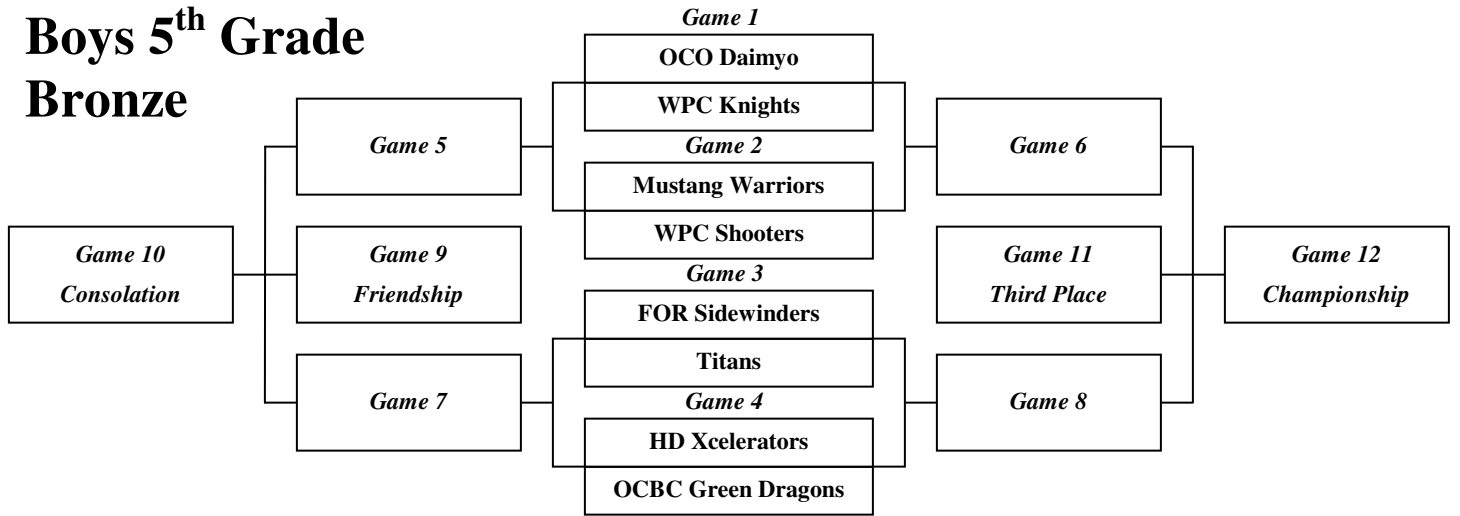 Boys 5th Grade
Bronze
Game 1
OCO Daimyo
WPC Knights
Game 5
Game 2
Game 6
Mustang Warriors
WPC Shooters
Game 10
Consolation
Game 9
Friendship
Game 3
Game 11
Third Place
Game 12
Championship
FOR Sidewinders
Titans
Game 7
Game 4
Game 8
HD Xcelerators
OCBC Green Dragons